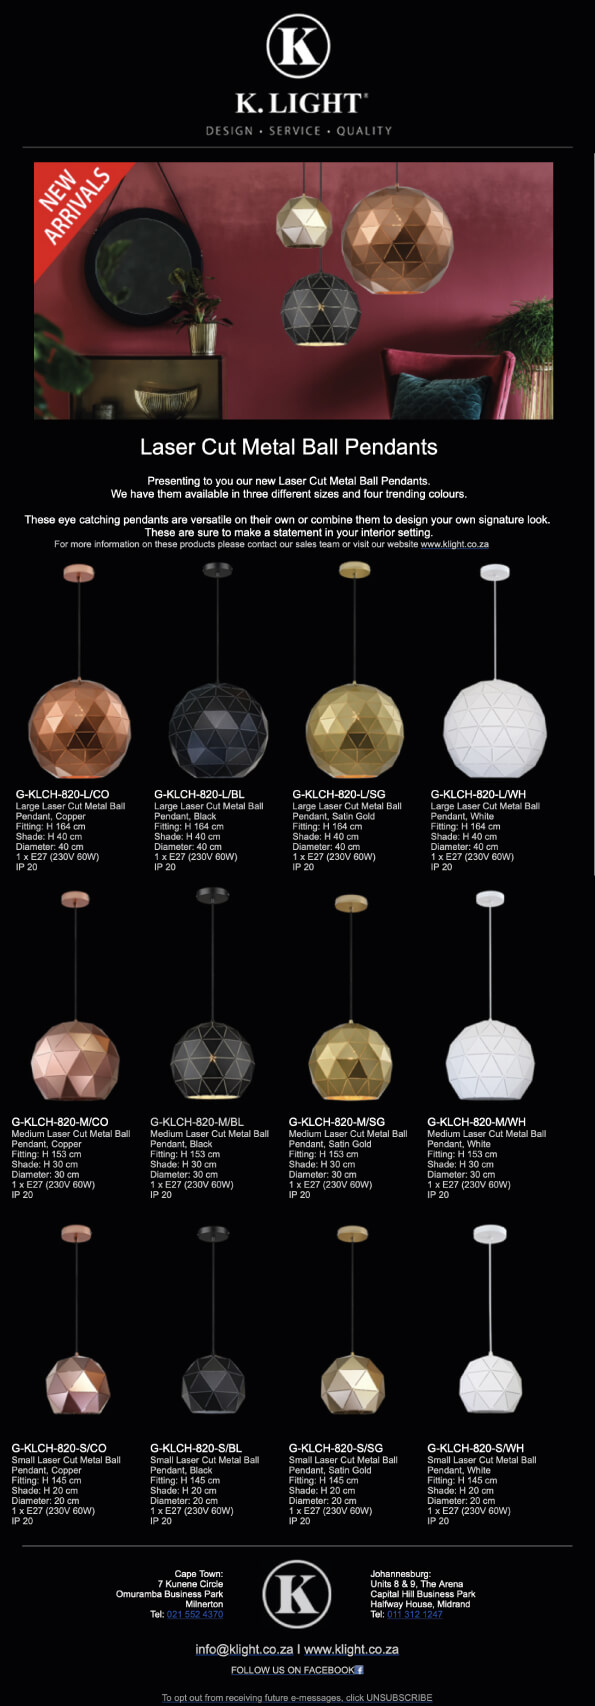 K
K. LIGHT®
DESIGN • SERVICE • QUALITY
NEW
ARRIVALS
Laser Cut Metal Ball Pendants
Presenting to you our new Laser Cut Metal Ball Pendants.
We have them available in three different sizes and four trending colours.
These eye catching pendants are versatile on their own or combine them to design your own signature look.
These are sure to make a statement in your interior setting.
For more information on these products please contact our sales team or visit our website www.klight.co.za
G-KLCH-820-L/CO
Large Laser Cut Metal Ball
Pendant, Copper
Fitting: H 164 cm
Shade: H 40 cm
Diameter: 40 cm
1 x E27 (230V 60W)
IP 20
G-KLCH-820-L/BL
Large Laser Cut Metal Ball
Pendant, Black
Fitting: H 164 cm
Shade: H 40 cm
Diameter: 40 cm
1 x E27 (230V 60W)
IP 20
G-KLCH-820-L/SG
Large Laser Cut Metal Ball
Pendant, Satin Gold
Fitting: H 164 cm
Shade: H 40 cm
Diameter: 40 cm
1 x E27 (230V 60W)
IP 20
G-KLCH-820-L/WH
Large Laser Cut Metal Ball
Pendant, White
Fitting: H 164 cm
Shade: H 40 cm
Diameter: 40 cm
1 x E27 (230V 60W)
IP 20
G-KLCH-820-M/CO
Medium Laser Cut Metal Ball
Pendant, Copper
Fitting: H 153 cm
Shade: H 30 cm
Diameter: 30 cm
1 x E27 (230V 60W)
IP 20
G-KLCH-820-M/BL
Medium Laser Cut Metal Ball
Pendant, Black
Fitting: H 153 cm
Shade: H 30 cm
Diameter: 30 cm
1 x E27 (230V 60W)
IP 20
G-KLCH-820-M/SG
Medium Laser Cut Metal Ball
Pendant, Satin Gold
Fitting: H 153 cm
Shade: H 30 cm
Diameter: 30 cm
1 x E27 (230V 60W)
IP 20
G-KLCH-820-M/WH
Medium Laser Cut Metal Ball
Pendant, White
Fitting: H 153 cm
Shade: H 30 cm
Diameter: 30 cm
1 x E27 (230V 60W)
IP 20
G-KLCH-820-S/CO
Small Laser Cut Metal Ball
Pendant, Copper
Fitting: H 145 cm
Shade: H 20 cm
Diameter: 20 cm
1 x E27 (230V 60W)
IP 20
G-KLCH-820-S/BL
Small Laser Cut Metal Ball
Pendant, Black
Fitting: H 145 cm
Shade: H 20 cm
Diameter: 20 cm
1 x E27 (230V 60W)
IP 20
G-KLCH-820-S/SG
Small Laser Cut Metal Ball
Pendant, Satin Gold
Fitting: H 145 cm
Shade: H 20 cm
Diameter: 20 cm
1 x E27 (230V 60W)
IP 20
G-KLCH-820-S/WH
Small Laser Cut Metal Ball
Pendant, White
Fitting: H 145 cm
Shade: H 20 cm
Diameter: 20 cm
1 x E27 (230V 60W)
IP 20
Cape Town:
7 Kunene Circle
Omuramba Business Park
Milnerton
Tel: 021 552 4370
K
Johannesburg:
Units 8 & 9, The Arena
Capital Hill Business Park
Halfway House, Midrand
Tel: 011 312 1247
info@klight.co.za I www.klight.co.za
FOLLOW US ON FACEBOOK f
To opt out from receiving future e-messages, click UNSUBSCRIBE